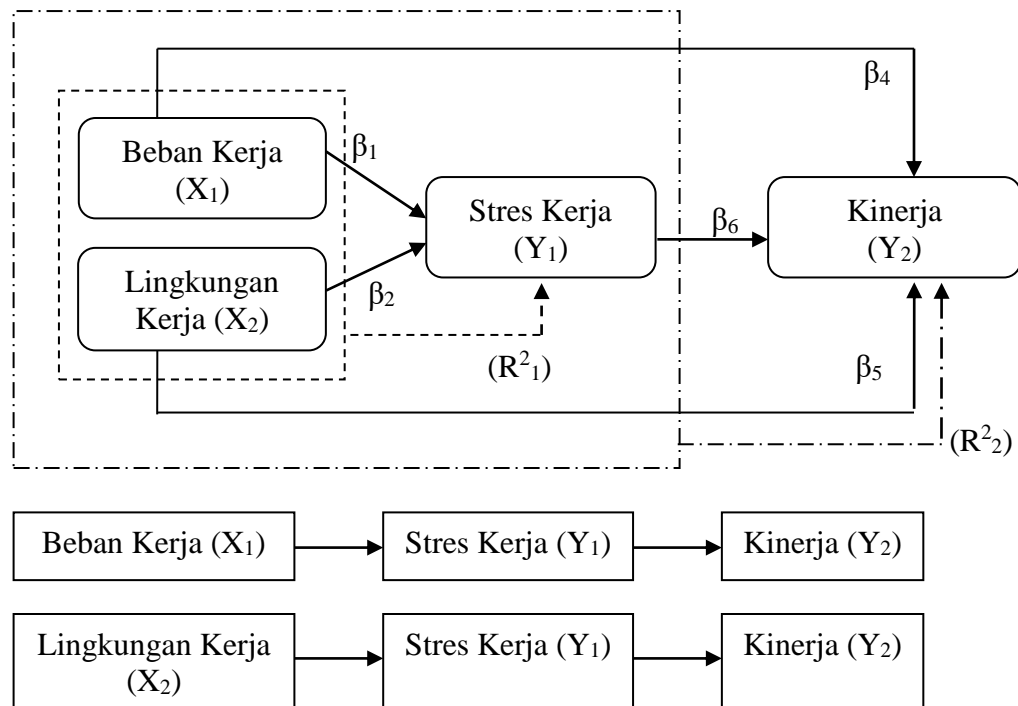 β4
Beban Kerja
(X1)
β1
Stres Kerja
(Y1)
β6
Kinerja
(Y2)
Lingkungan
Kerja (X2)
β2
(R²1)
β5
(R²2)
Beban Kerja (X1)
Stres Kerja (Y1)
Kinerja (Y2)
Lingkungan Kerja
(X2)
Stres Kerja (Y1)
Kinerja (Y2)